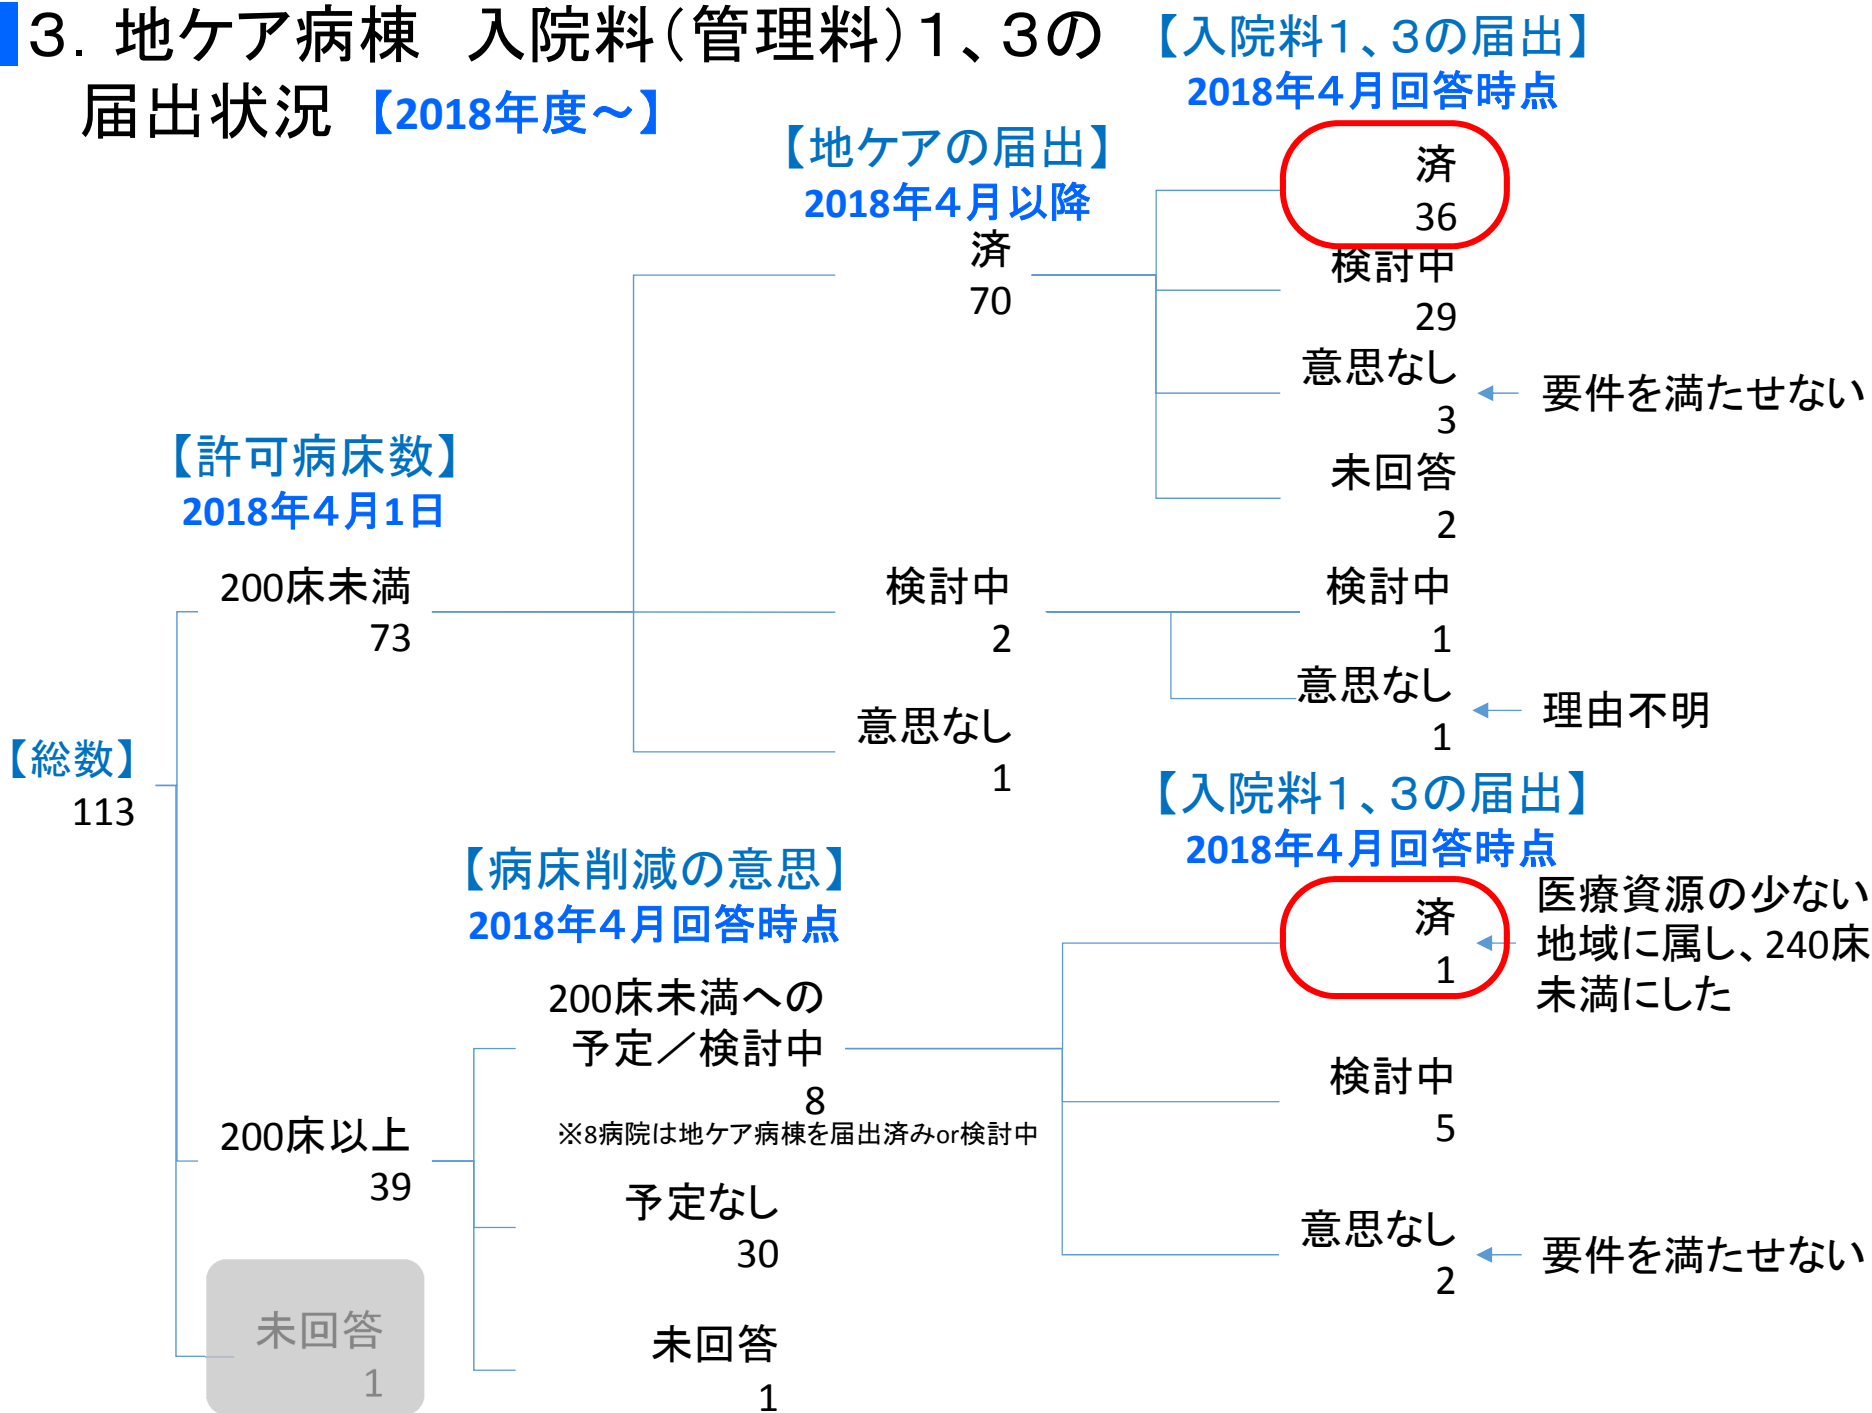 3．地ケア病棟　入院料（管理料）1、3の
届出状況【2018年度～】
【入院料1、3の届出】
2018年4月回答時点
【地ケアの届出】
2018年4月以降
済
36
済
70
検討中
29
意思なし
3
要件を満たせない
未回答
2
【許可病床数】
2018年4月1日
200床未満
73
検討中
2
検討中
1
意思なし
1
理由不明
意思なし
1
【総数】
113
【入院料1、3の届出】
2018年4月回答時点
【病床削減の意思】
2018年4月回答時点
済
1
医療資源の少ない
地域に属し、240床
未満にした
200床未満への
予定／検討中
8
※8病院は地ケア病棟を届出済みor検討中
検討中
5
200床以上
39
予定なし
30
意思なし
2
要件を満たせない
未回答
1
未回答
1